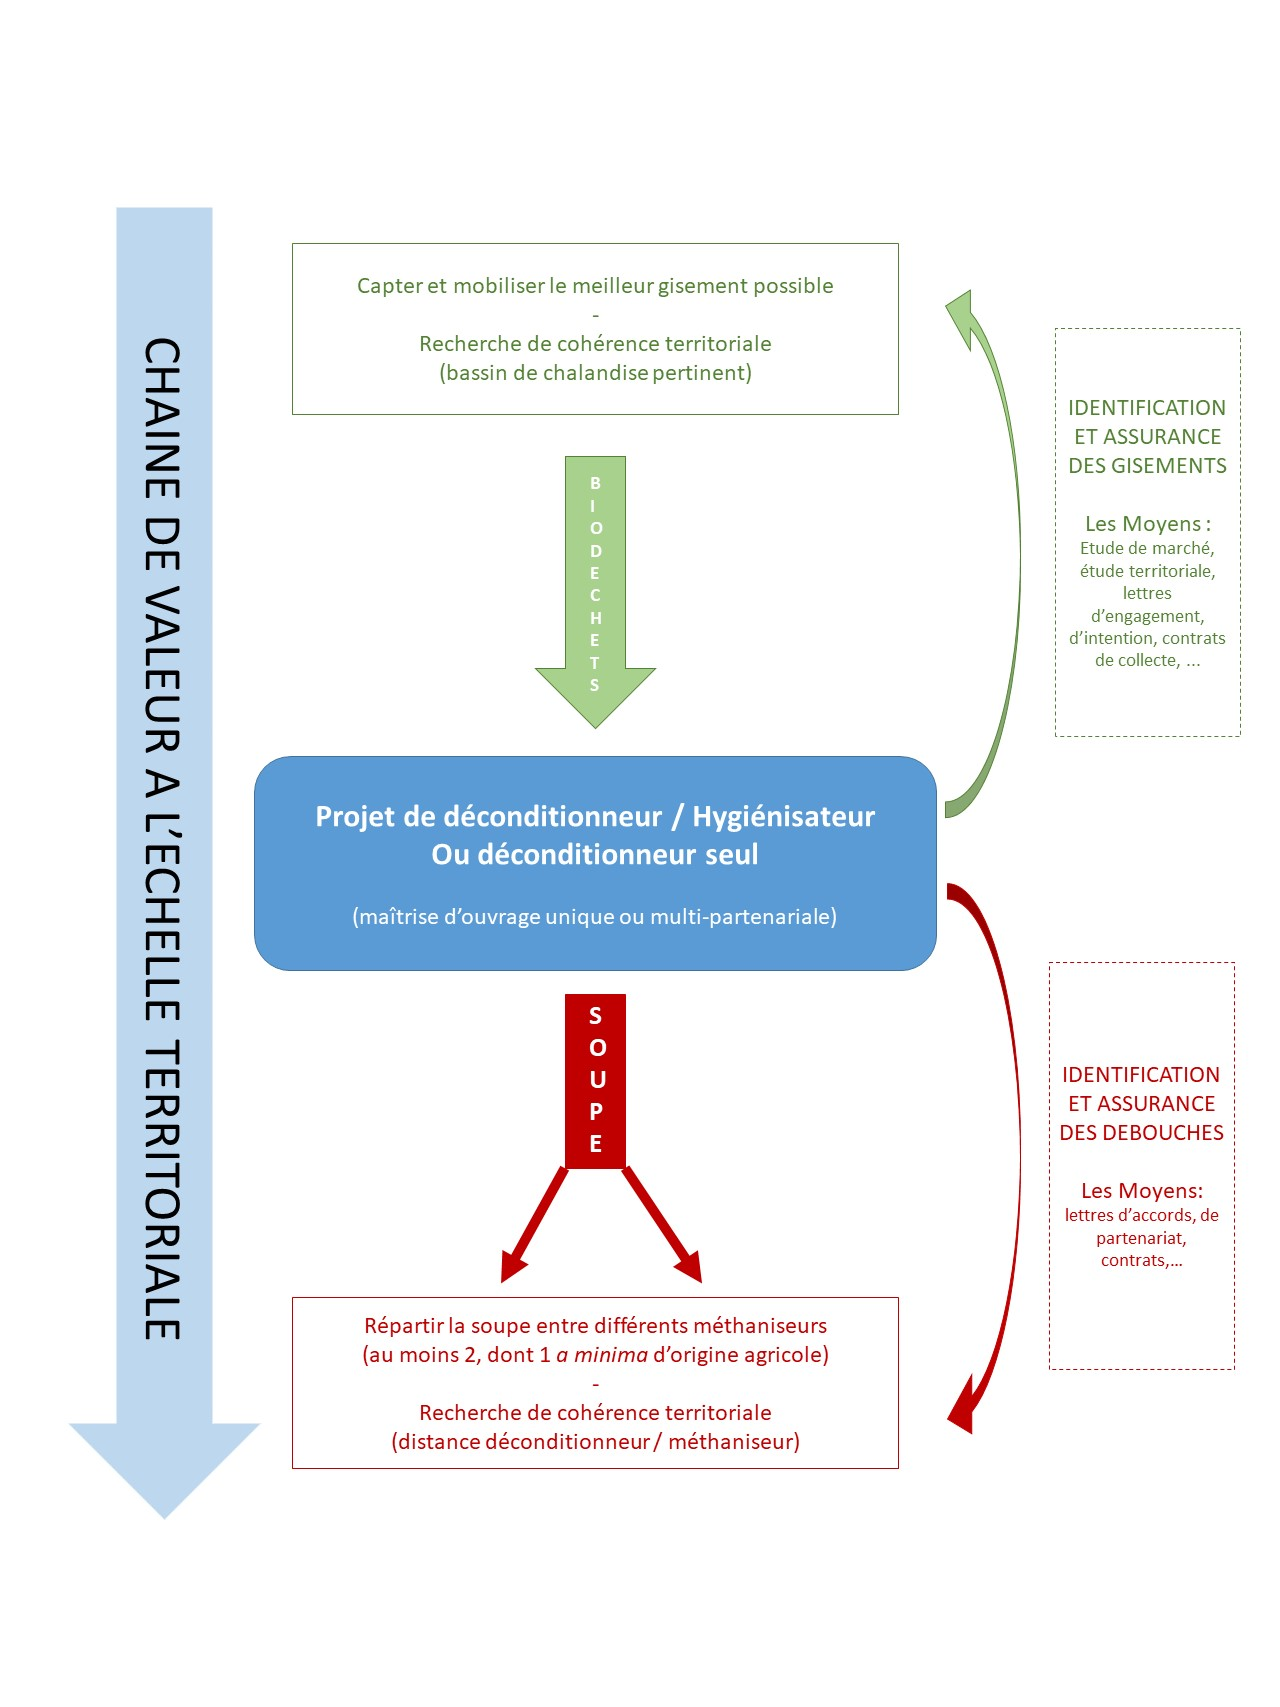 CHAINE DE VALEUR A L’ECHELLE TERRITORIALE
Capter et mobiliser le meilleur gisement possible
-
Recherche de cohérence territoriale
(bassin de chalandise pertinent)
BIODECHETS
IDENTIFICATION
ET ASSURANCE
DES GISEMENTS
Les Moyens :
Etude de marché,
étude territoriale,
lettres
d’engagement,
d’intention, contrats
de collecte, ...
Projet de déconditionneur / Hygiénisateur
Ou déconditionneur seul
(maîtrise d’ouvrage unique ou multi-partenariale)
SOUPE
IDENTIFICATION
ET ASSURANCE
DES DEBOUCHES
Les Moyens:
lettres d’accords, de
partenariat,
contrats,…
Répartir la soupe entre différents méthaniseurs
(au moins 2, dont 1 a minima d’origine agricole)
-
Recherche de cohérence territoriale
(distance déconditionneur / méthaniseur)